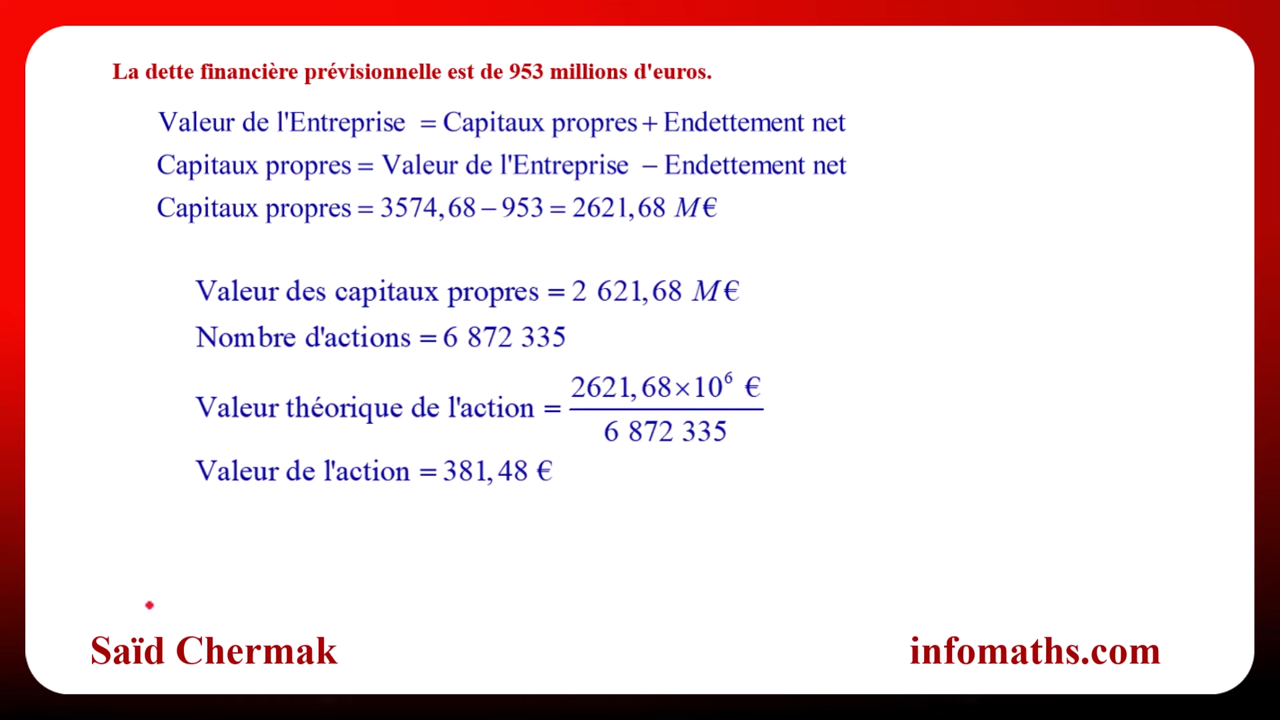 La dette financière prévisionnelle est de 953 millions d'euros.
Valeur de l'Entreprise = Capitaux propres + Endettement net
Capitaux propres = Valeur de l'Entreprise − Endettement net
Capitaux propres = 3574,68 − 953 = 2621,68 M€
Valeur des capitaux propres = 2 621,68 M€
Nombre d'actions = 6 872 335
Valeur théorique de l'action = 2621,68×10⁶ € / 6 872 335
Valeur de l'action = 381,48 €
Saïd Chermak
infomaths.com